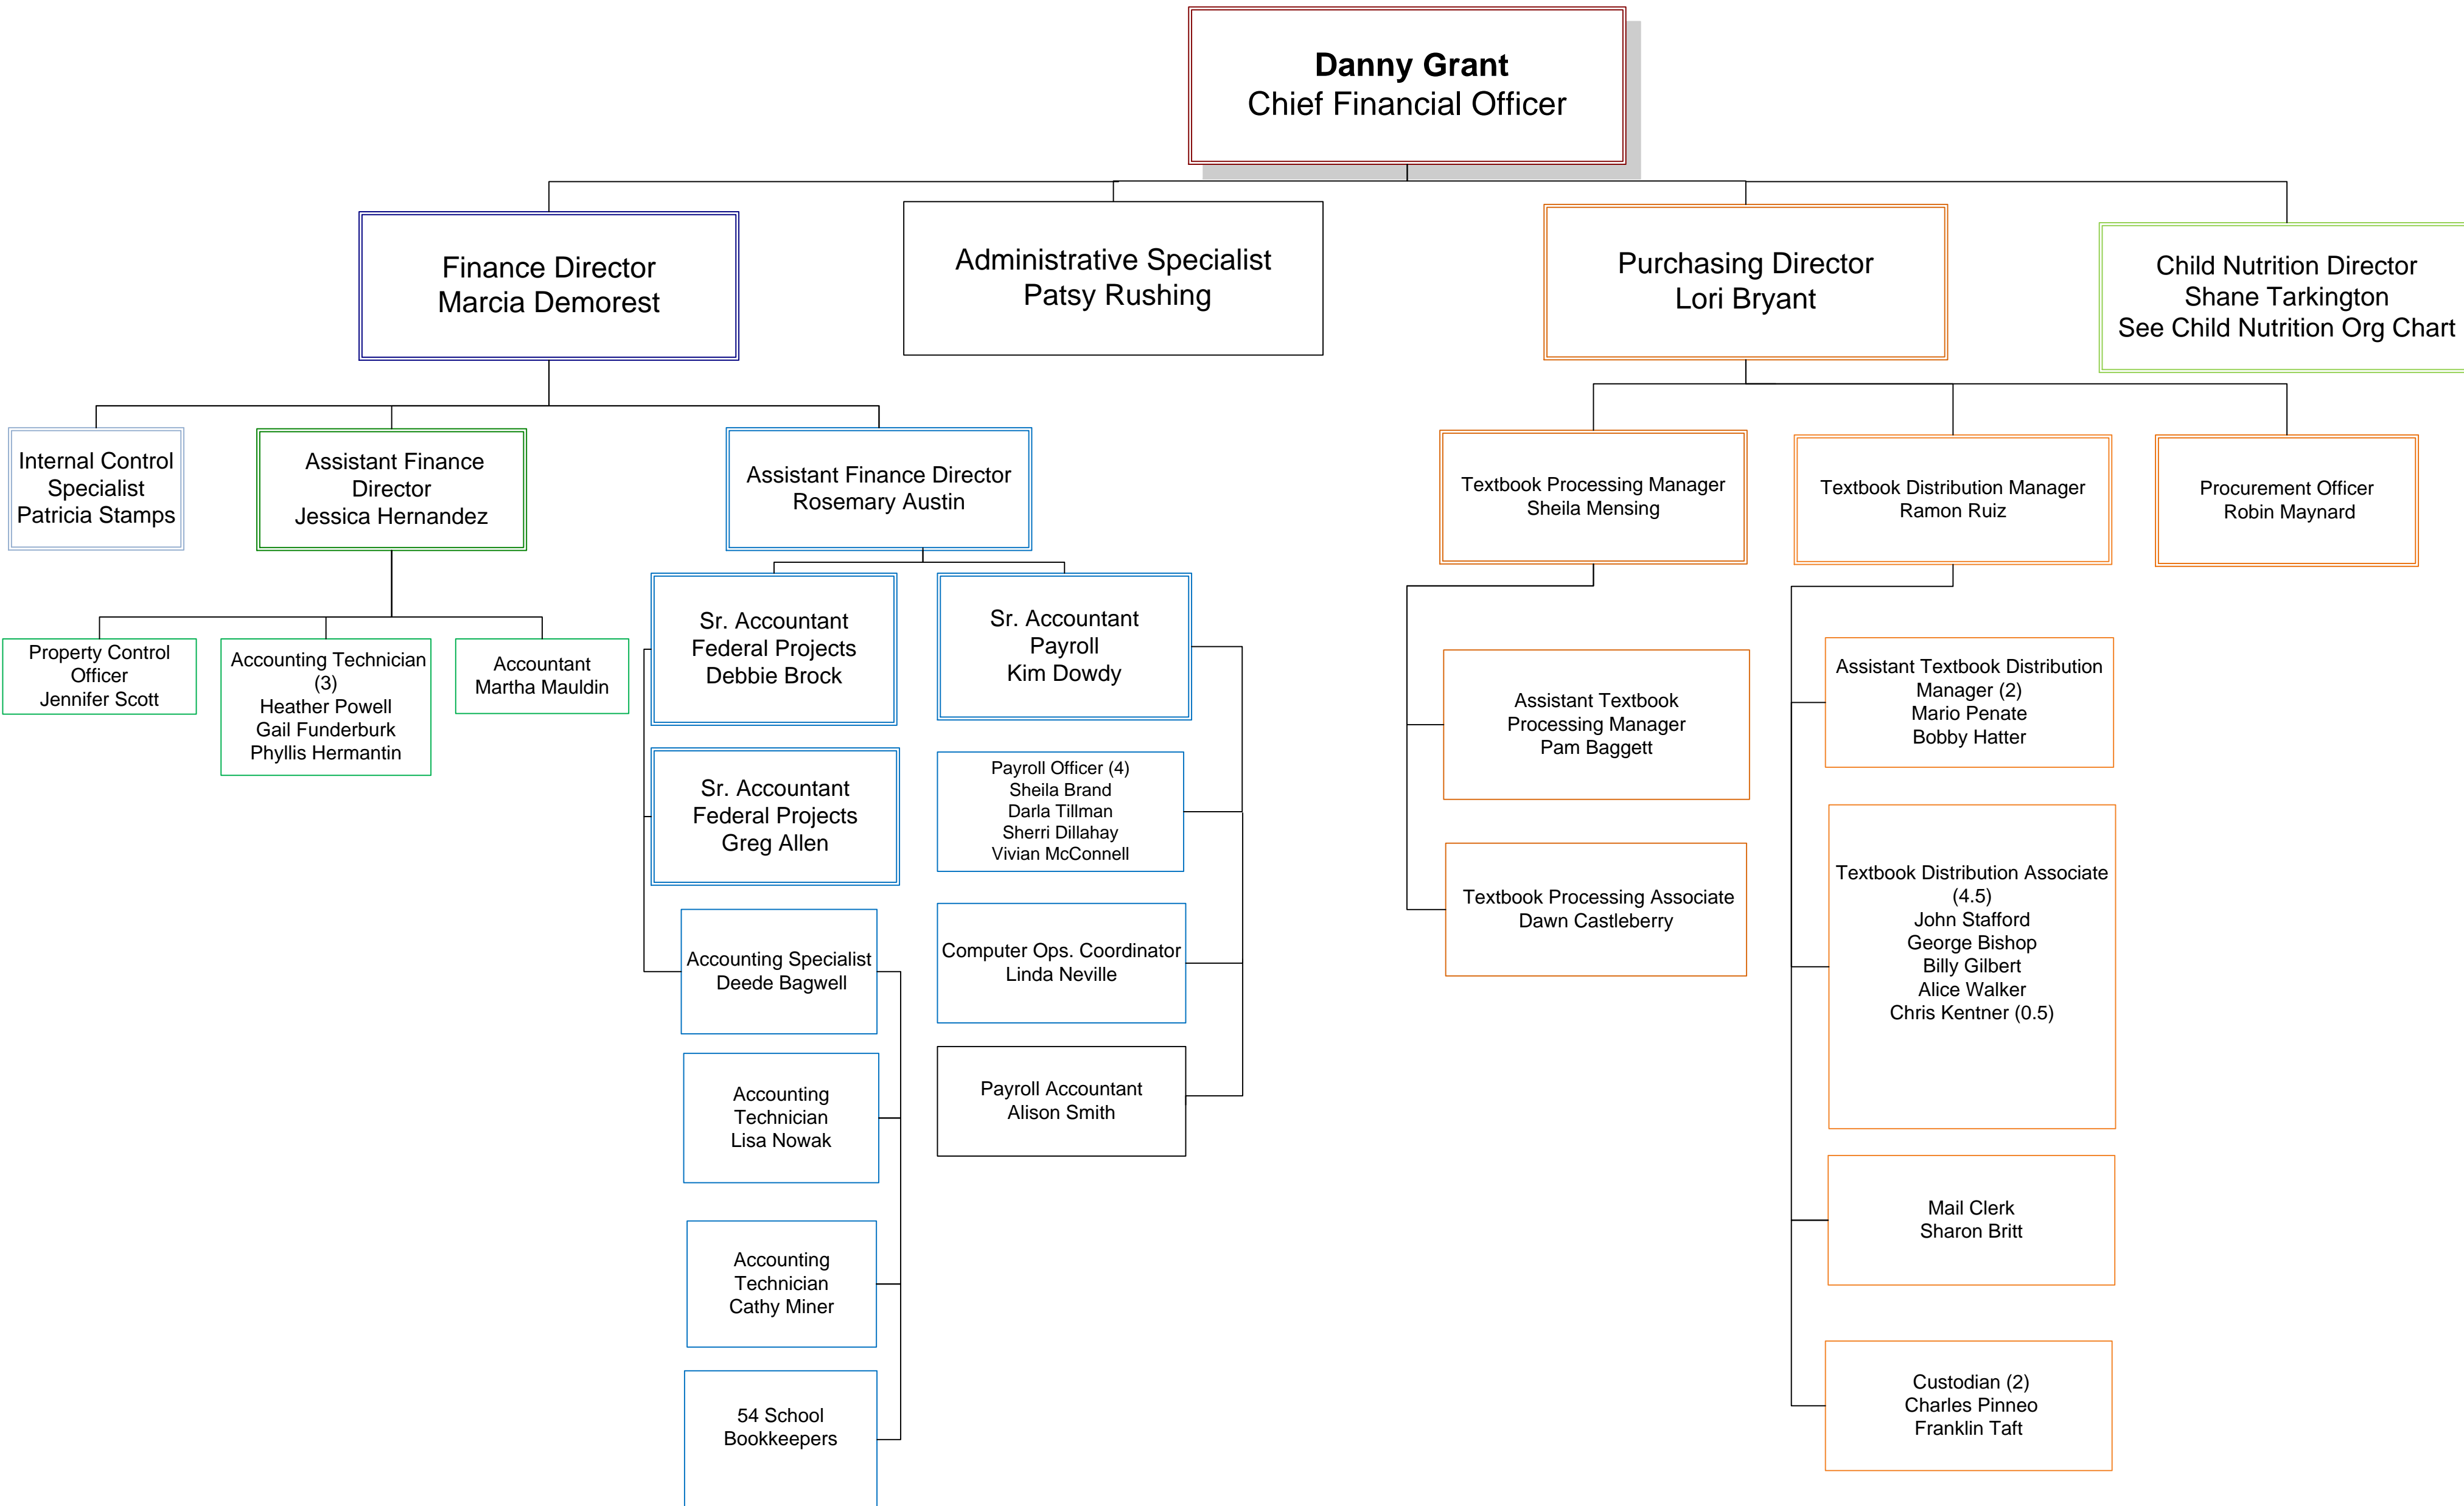 Danny Grant
Chief Financial Officer
Finance Director
Marcia Demorest
Administrative Specialist
Patsy Rushing
Purchasing Director
Lori Bryant
Child Nutrition Director
Shane Tarkington
See Child Nutrition Org Chart
Internal Control
Specialist
Patricia Stamps
Assistant Finance
Director
Jessica Hernandez
Assistant Finance Director
Rosemary Austin
Textbook Processing Manager
Sheila Mensing
Textbook Distribution Manager
Ramon Ruiz
Procurement Officer
Robin Maynard
Property Control
Officer
Jennifer Scott
Accounting Technician
(3)
Heather Powell
Gail Funderburk
Phyllis Hermantin
Accountant
Martha Mauldin
Sr. Accountant
Federal Projects
Debbie Brock
Sr. Accountant
Payroll
Kim Dowdy
Sr. Accountant
Federal Projects
Greg Allen
Payroll Officer (4)
Sheila Brand
Darla Tillman
Sherri Dillahay
Vivian McConnell
Accounting Specialist
Deede Bagwell
Computer Ops. Coordinator
Linda Neville
Accounting
Technician
Lisa Nowak
Payroll Accountant
Alison Smith
Accounting
Technician
Cathy Miner
54 School
Bookkeepers
Assistant Textbook
Processing Manager
Pam Baggett
Textbook Processing Associate
Dawn Castleberry
Assistant Textbook Distribution
Manager (2)
Mario Penate
Bobby Hatter
Textbook Distribution Associate
(4.5)
John Stafford
George Bishop
Billy Gilbert
Alice Walker
Chris Kentner (0.5)
Mail Clerk
Sharon Britt
Custodian (2)
Charles Pinneo
Franklin Taft